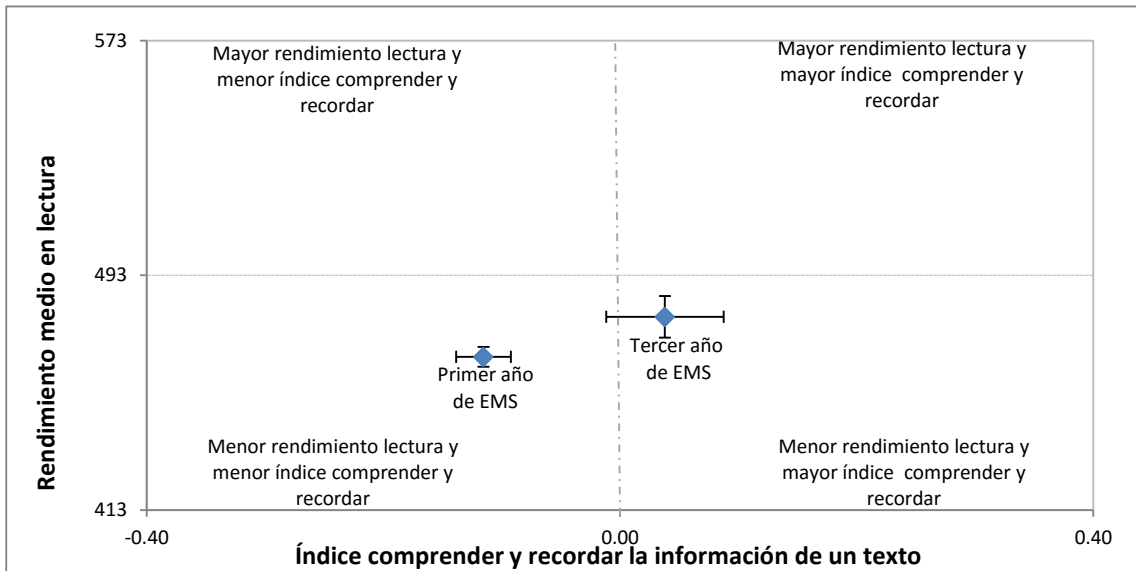 573
Mayor rendimiento lectura y
menor índice comprender y
recordar
Mayor rendimiento lectura y
mayor índice  comprender y
recordar
Rendimiento medio en lectura
493
Tercer año
de EMS
Primer año
de EMS
Menor rendimiento lectura y
menor índice comprender y
recordar
Menor rendimiento lectura y
mayor índice  comprender y
recordar
413
-0.40
0.00
0.40
Índice comprender y recordar la información de un texto